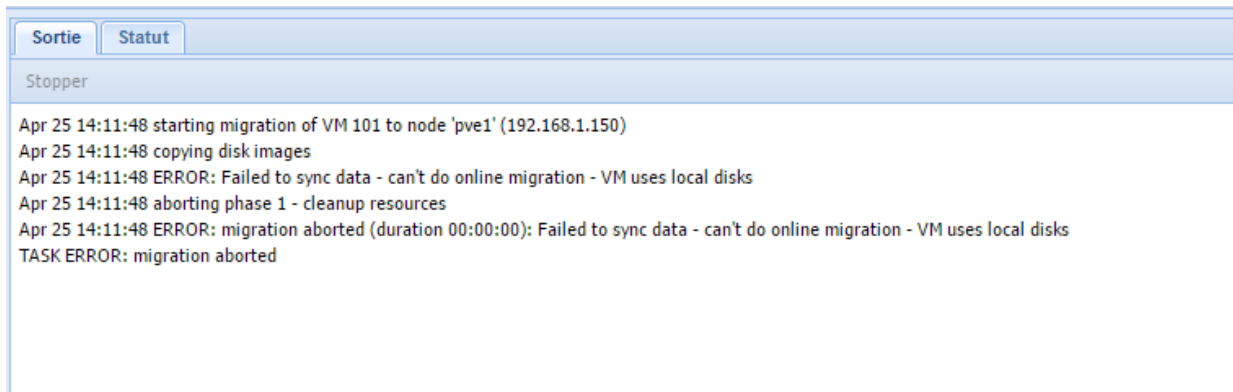 Sortie Statut
Stopper
Apr 25 14:11:48 starting migration of VM 101 to node 'pve1' (192.168.1.150)
Apr 25 14:11:48 copying disk images
Apr 25 14:11:48 ERROR: Failed to sync data - can't do online migration - VM uses local disks
Apr 25 14:11:48 aborting phase 1 - cleanup resources
Apr 25 14:11:48 ERROR: migration aborted (duration 00:00:00): Failed to sync data - can't do online migration - VM uses local disks
TASK ERROR: migration aborted